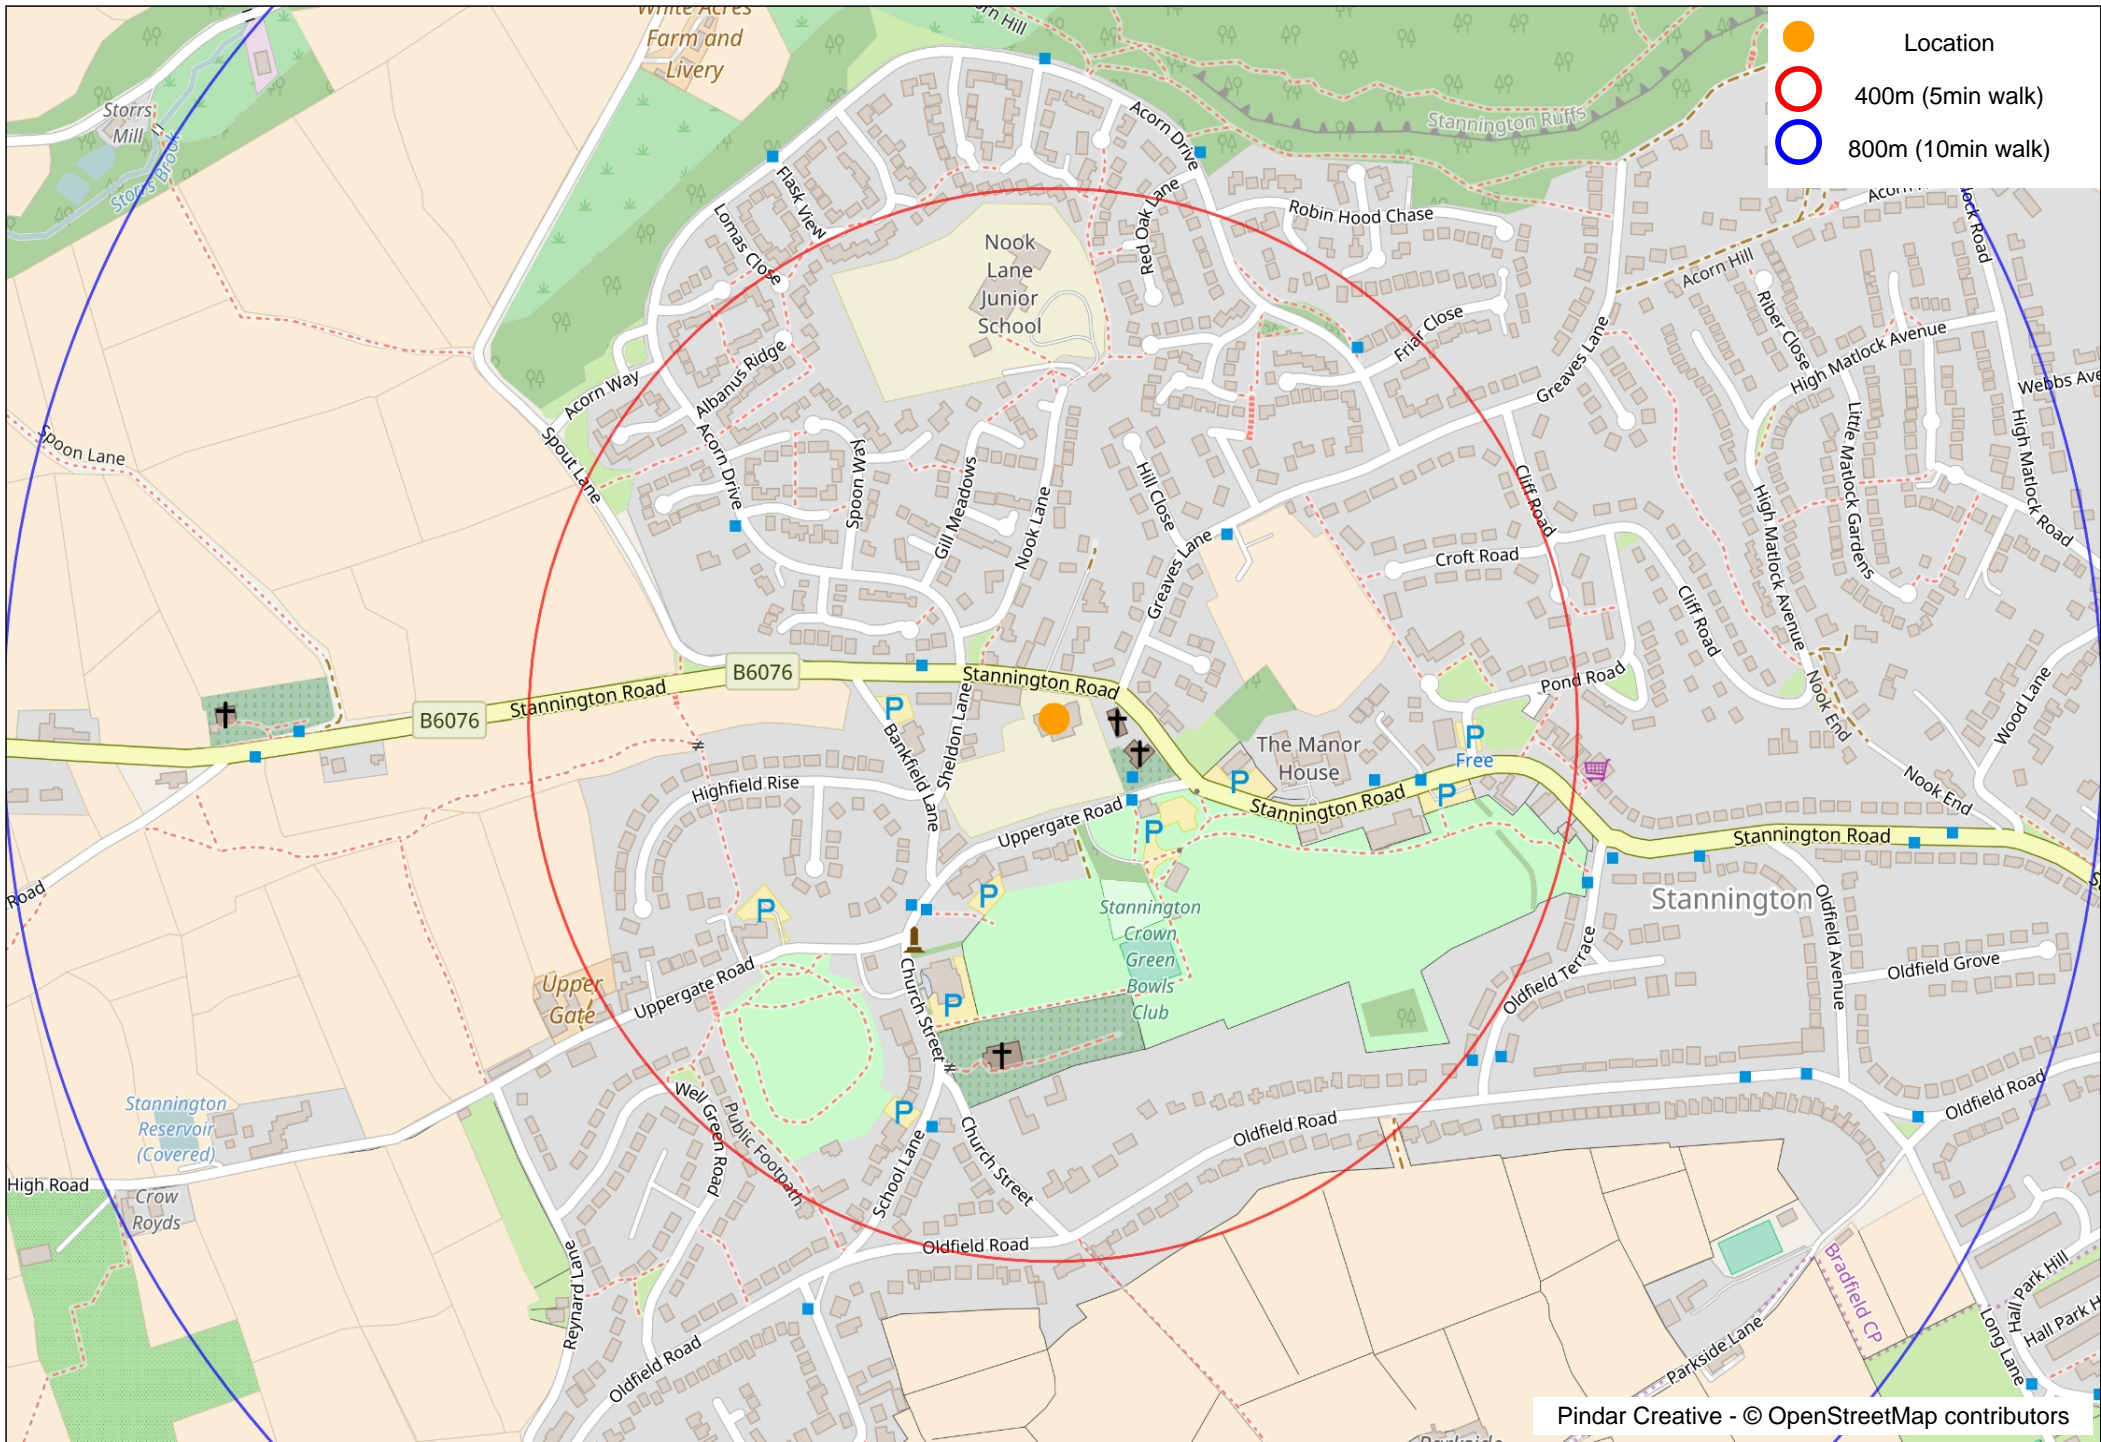 White Acres
Farm and
Livery
Location
400m (5min walk)
800m (10min walk)
Storrs
Mill
Storrs Brook
Acorn Drive
Stannington Ruffs
Flask View
Lomas Close
Red Oak Lane
Robin Hood Chase
Nook
Lane
Junior
School
Acorn Hill
Riber Close
High Matlock Avenue
Friar Close
Greaves Lane
Albanus Ridge
Acorn Way
Spoon Lane
Spout Lane
Acorn Drive
Spoon Way
Gill Meadows
Nook Lane
Hill Close
Greaves Lane
Cliff Road
Croft Road
Little Matlock Gardens
High Matlock Road
High Matlock Avenue
Cliff Road
Pond Road
Nook End
Wood Lane
Nook End
B6076
B6076
Stannington Road
Stannington Road
Sheldon Lane
Bankfield Lane
P
The Manor
House
P
Free
P
P
Stannington Road
Highfield Rise
Uppergate Road
P
Stannington Road
Stannington
Oldfield Avenue
Oldfield Grove
Oldfield Terrace
P
P
Stannington
Crown
Green
Bowls
Club
Road
Upper
Gate
Uppergate Road
Church Street
P
P
Stannington
Reservoir
(Covered)
Well Green Road
Public Footpath
School Lane
Church Street
Oldfield Road
Oldfield Road
High Road
Crow
Royds
Reynard Lane
Oldfield Road
Oldfield Road
Parkside Lane
Bradfield CP
Hall Park Hill
Long Lane
Pindar Creative - © OpenStreetMap contributors